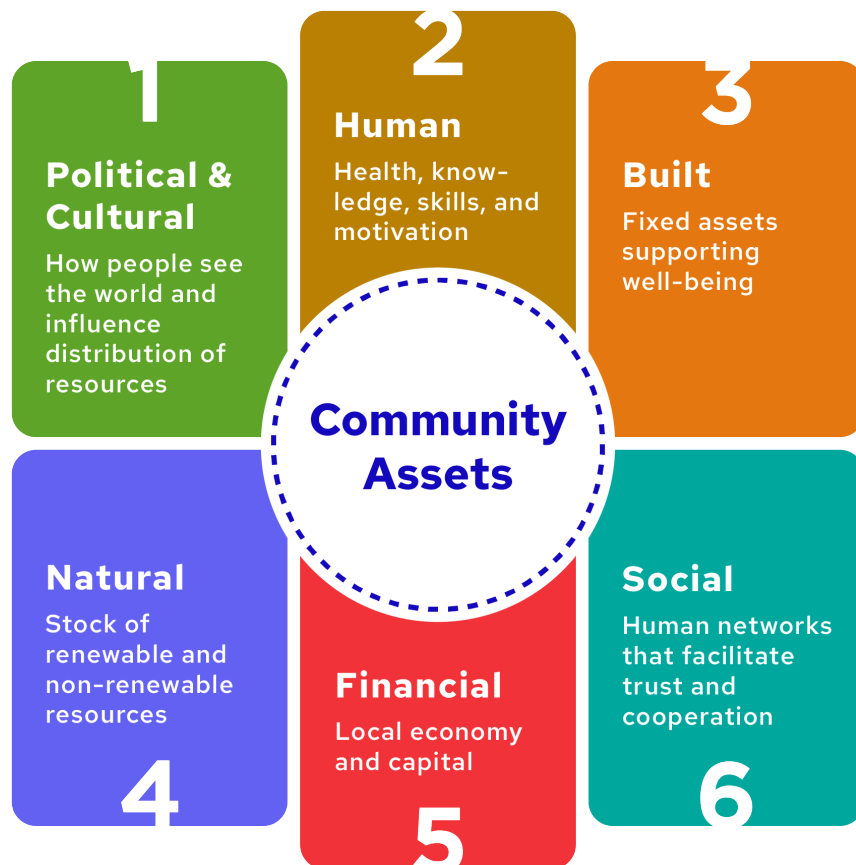 1
Political &
Cultural
How people see
the world and
influence
distribution of
resources
2
Human
Health, know-
ledge, skills, and
motivation
3
Built
Fixed assets
supporting
well-being
Community
Assets
Natural
Stock of
renewable and
non-renewable
resources
4
Financial
Local economy
and capital
5
Social
Human networks
that facilitate
trust and
cooperation
6